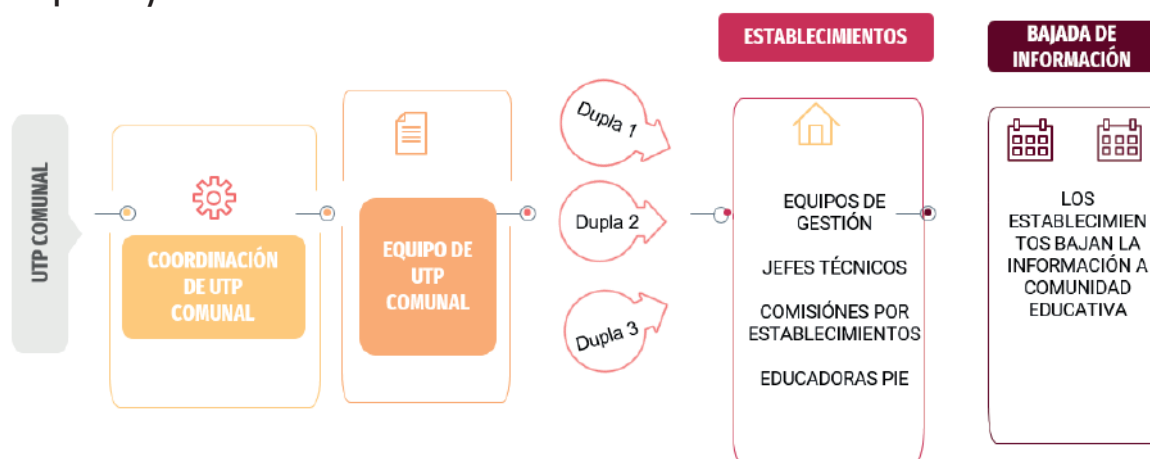 UTP COMUNAL
COORDINACIÓN
DE UTP
COMUNAL
EQUIPO DE
UTP
COMUNAL
Dupla 1
Dupla 2
Dupla 3
ESTABLECIMIENTOS
EQUIPOS DE
GESTIÓN
JEFES TÉCNICOS
COMISIÓNES POR
ESTABLECIMIENTOS
EDUCADORAS PIE
BAJADA DE
INFORMACIÓN
LOS
ESTABLECIMIEN
TOS BAJAN LA
INFORMACIÓN A
COMUNIDAD
EDUCATIVA